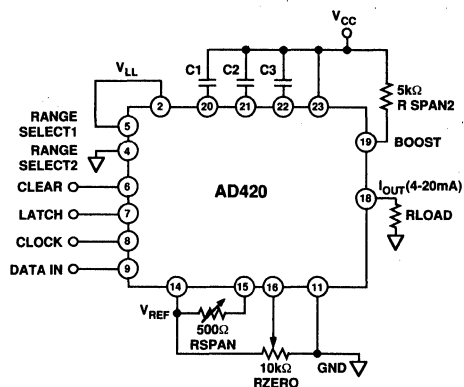 VCC
VLL
C1
C2
C3
5kΩ
R SPAN2
2
20
21
22
23
RANGE
SELECT1
5
19
BOOST
RANGE
SELECT2
4
AD420
CLEAR
6
18
IOUT(4-20mA)
LATCH
7
RLOAD
CLOCK
8
DATA IN
9
14
15
16
11
VREF
500Ω
RSPAN
10kΩ
RZERO
GND